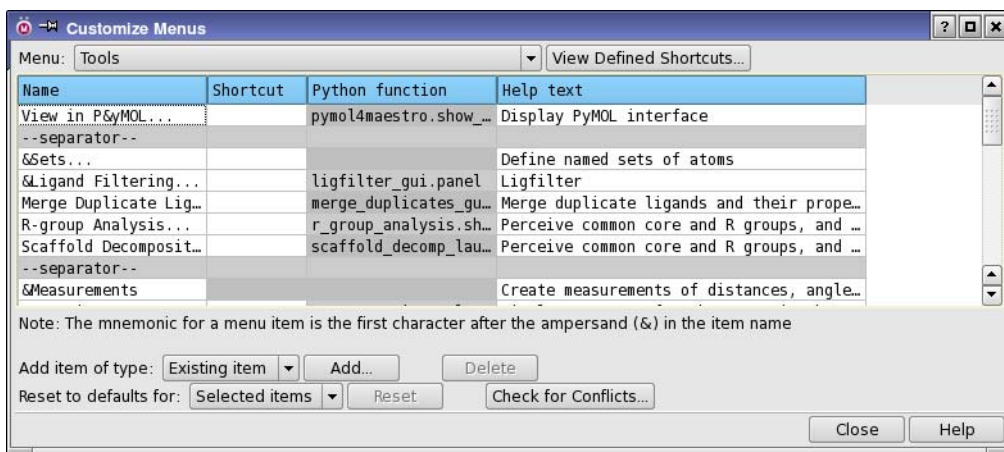 Customize Menus
Menu: Tools View Defined Shortcuts...
Name Shortcut Python function Help text
View in P&yMOL... pymol4maestro.show_… Display PyMOL interface
--separator--
&Sets... Define named sets of atoms
&Ligand Filtering... ligfilter_gui.panel Ligfilter
Merge Duplicate Lig… merge_duplicates_gu… Merge duplicate ligands and their prope…
R-group Analysis... r_group_analysis.sh… Perceive common core and R groups, and …
Scaffold Decomposit… scaffold_decomp_lau… Perceive common core and R groups, and …
--separator--
&Measurements Create measurements of distances, angle…
Note: The mnemonic for a menu item is the first character after the ampersand (&) in the item name
Add item of type: Existing item Add... Delete
Reset to defaults for: Selected items Reset Check for Conflicts...
Close Help